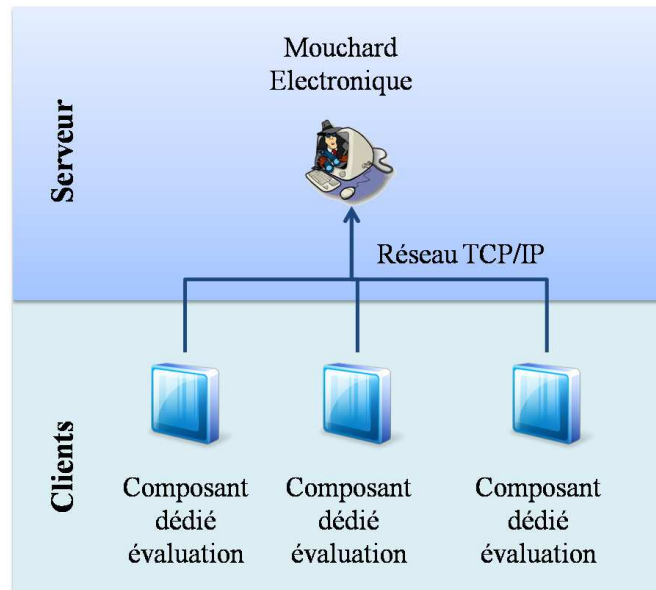 Mouchard
Electronique
Serveur
Réseau TCP/IP
Clients
Composant
dédié
évaluation
Composant
dédié
évaluation
Composant
dédié
évaluation